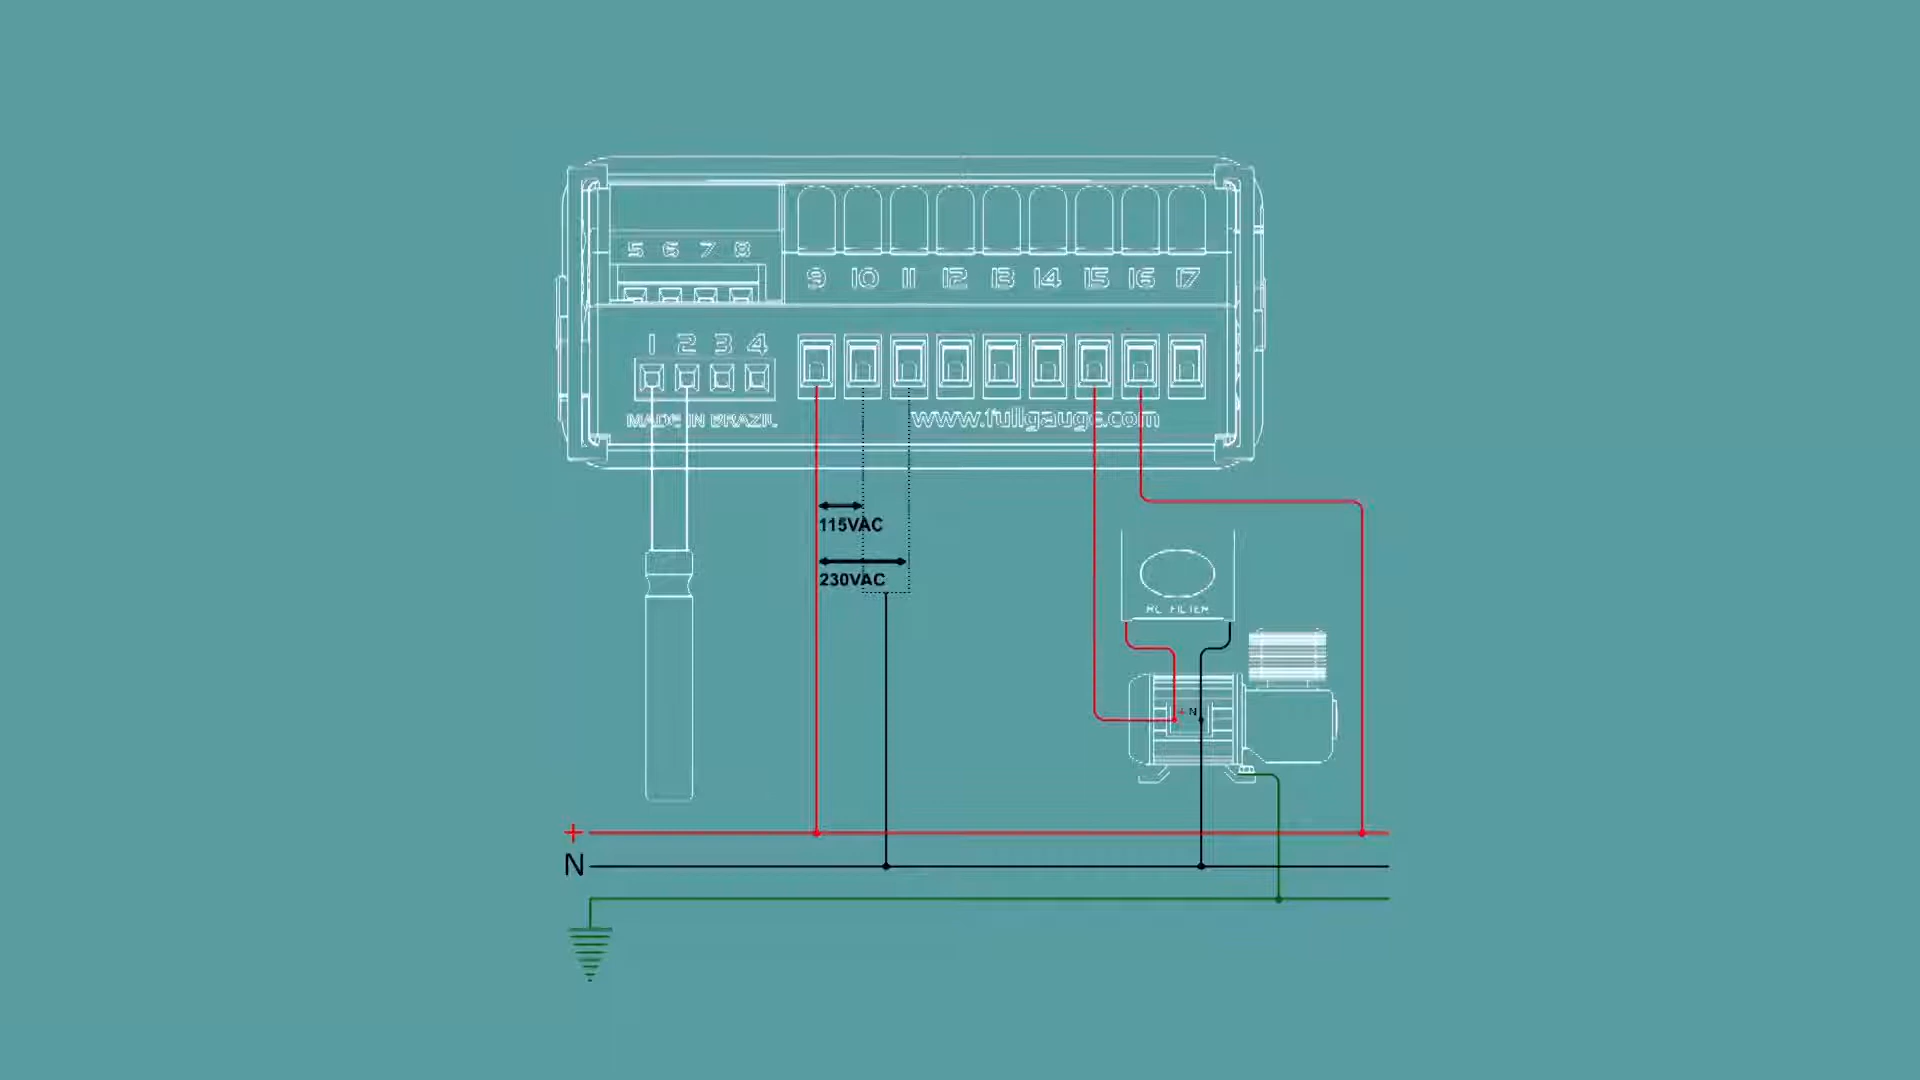 5 6 7 8
9 10 11 12 13 14 15 16 17
1 2 3 4
MADE IN BRAZIL
www.fullgauge.com
115VAC
230VAC
RC FILTER
+ N
+
N